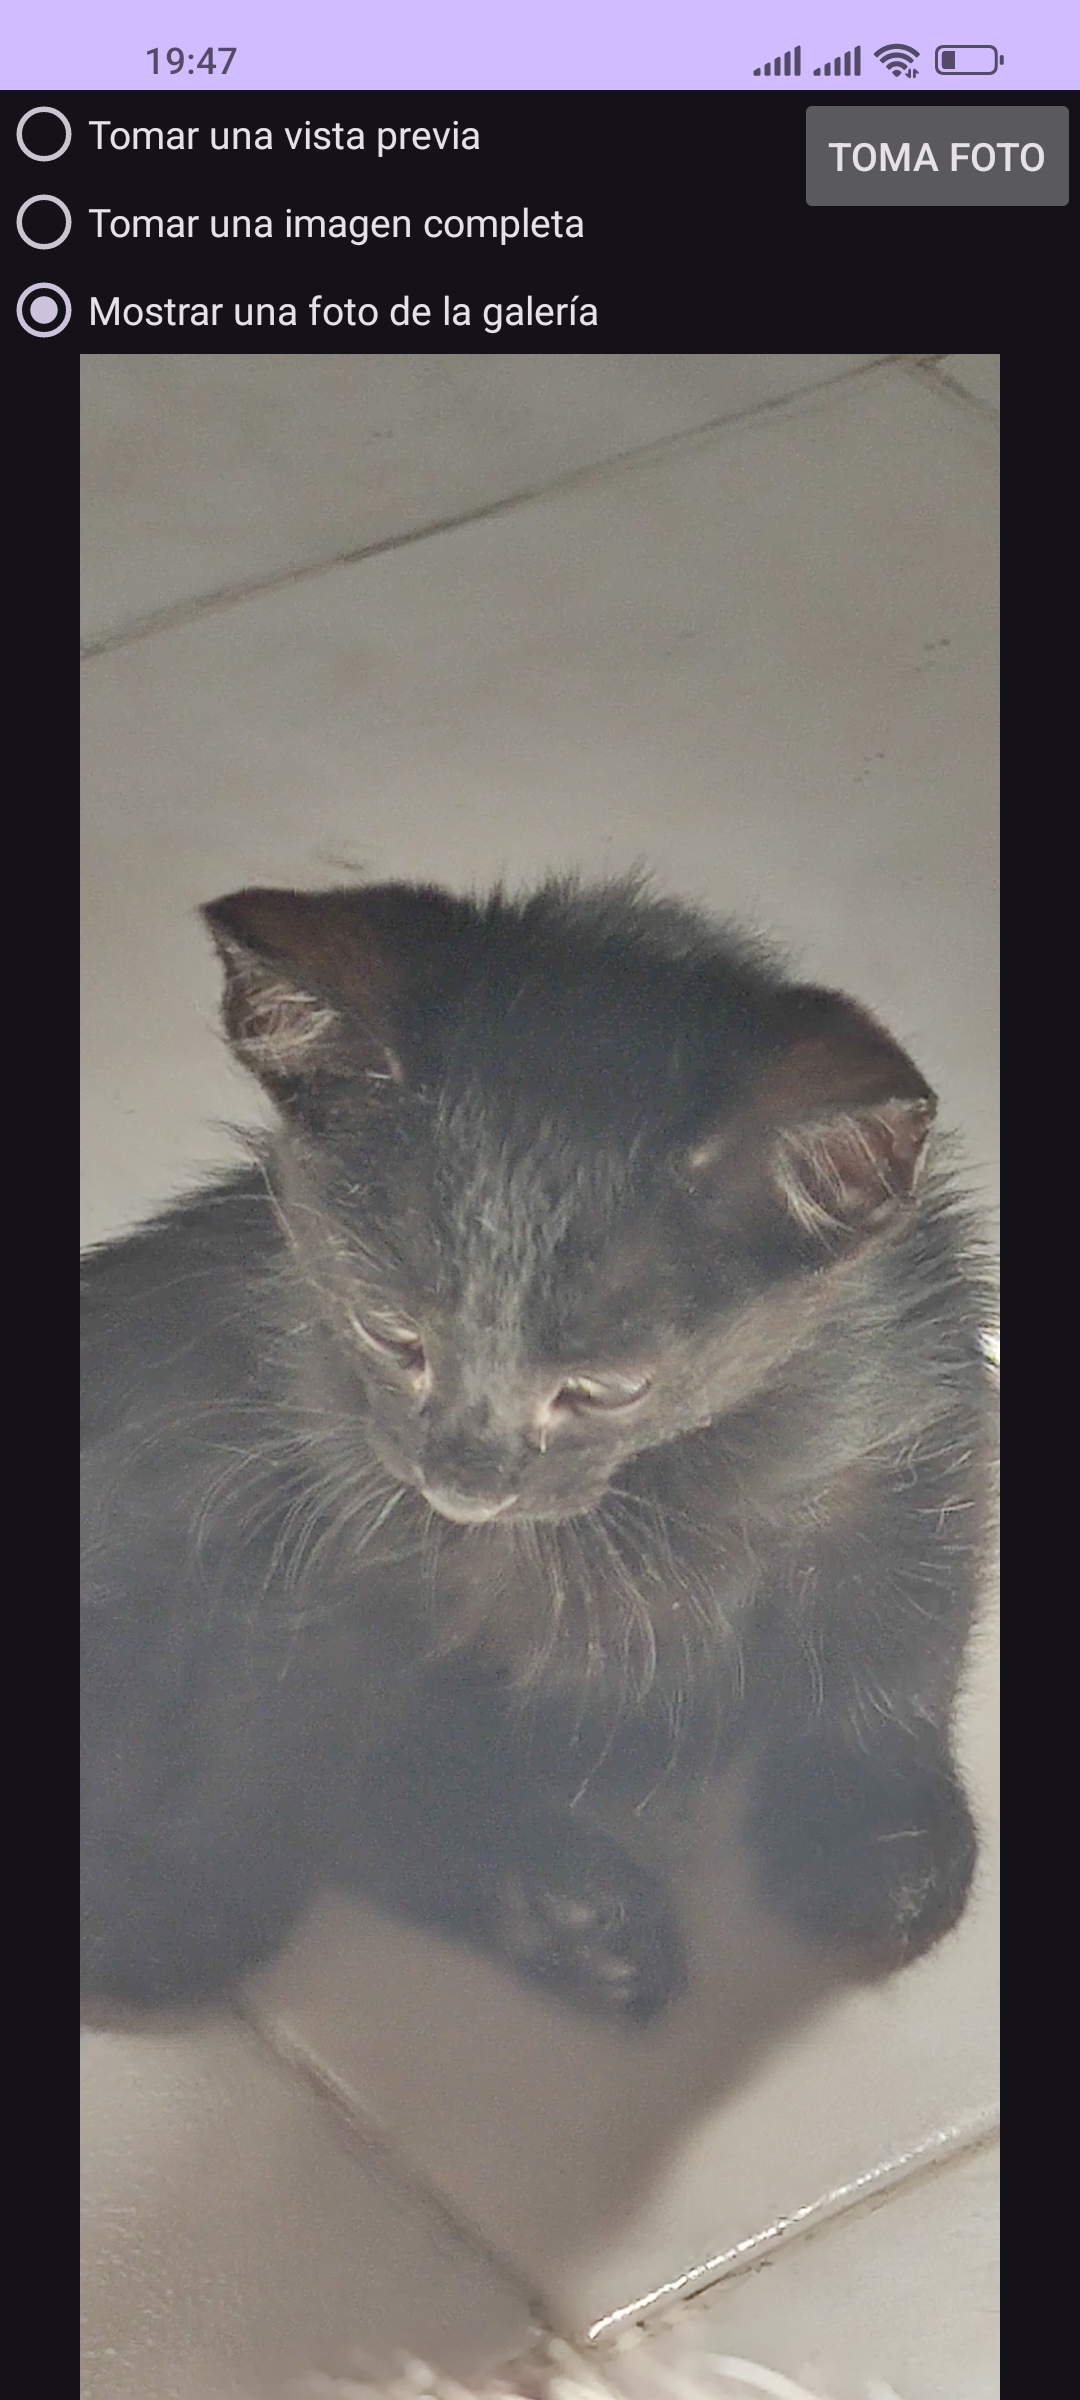 19:47
Tomar una vista previa
TOMA FOTO
Tomar una imagen completa
Mostrar una foto de la galería